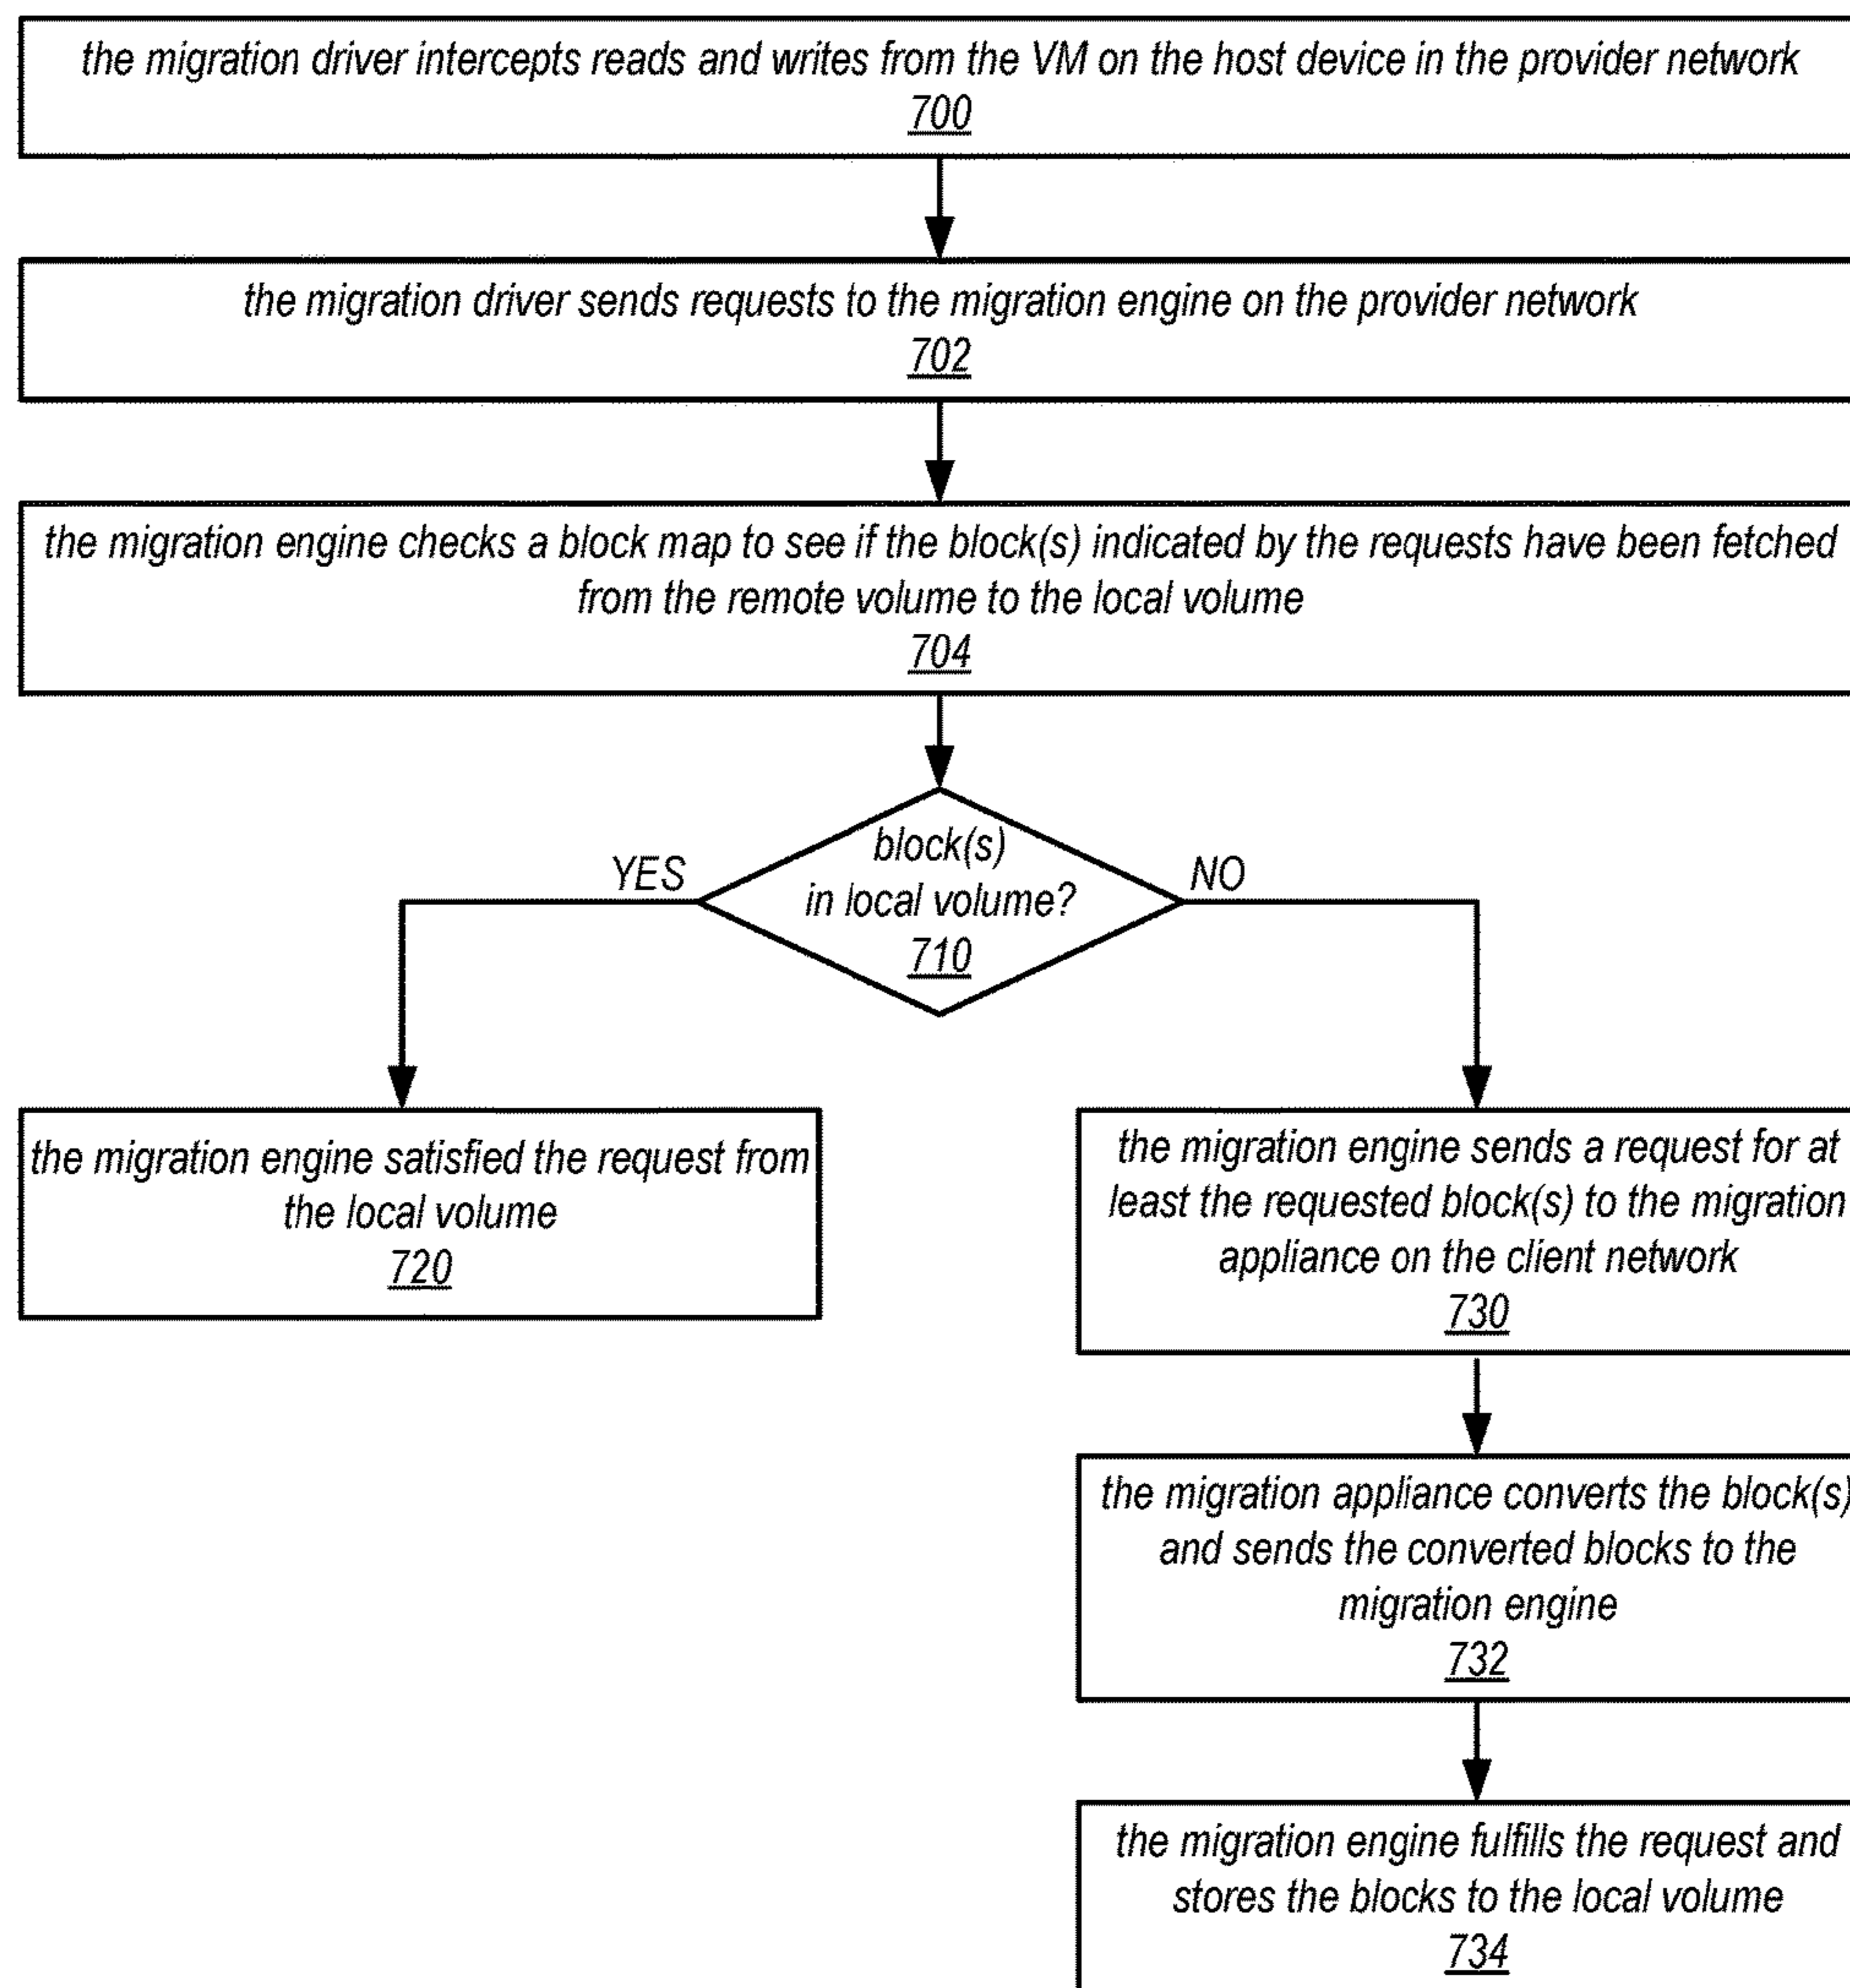 the migration driver intercepts reads and writes from the VM on the host device in the provider network
700
the migration driver sends requests to the migration engine on the provider network
702
the migration engine checks a block map to see if the block(s) indicated by the requests have been fetched
from the remote volume to the local volume
704
block(s)
in local volume?
710
YES
NO
the migration engine satisfied the request from
the local volume
720
the migration engine sends a request for at
least the requested block(s) to the migration
appliance on the client network
730
the migration appliance converts the block(s)
and sends the converted blocks to the
migration engine
732
the migration engine fulfills the request and
stores the blocks to the local volume
734